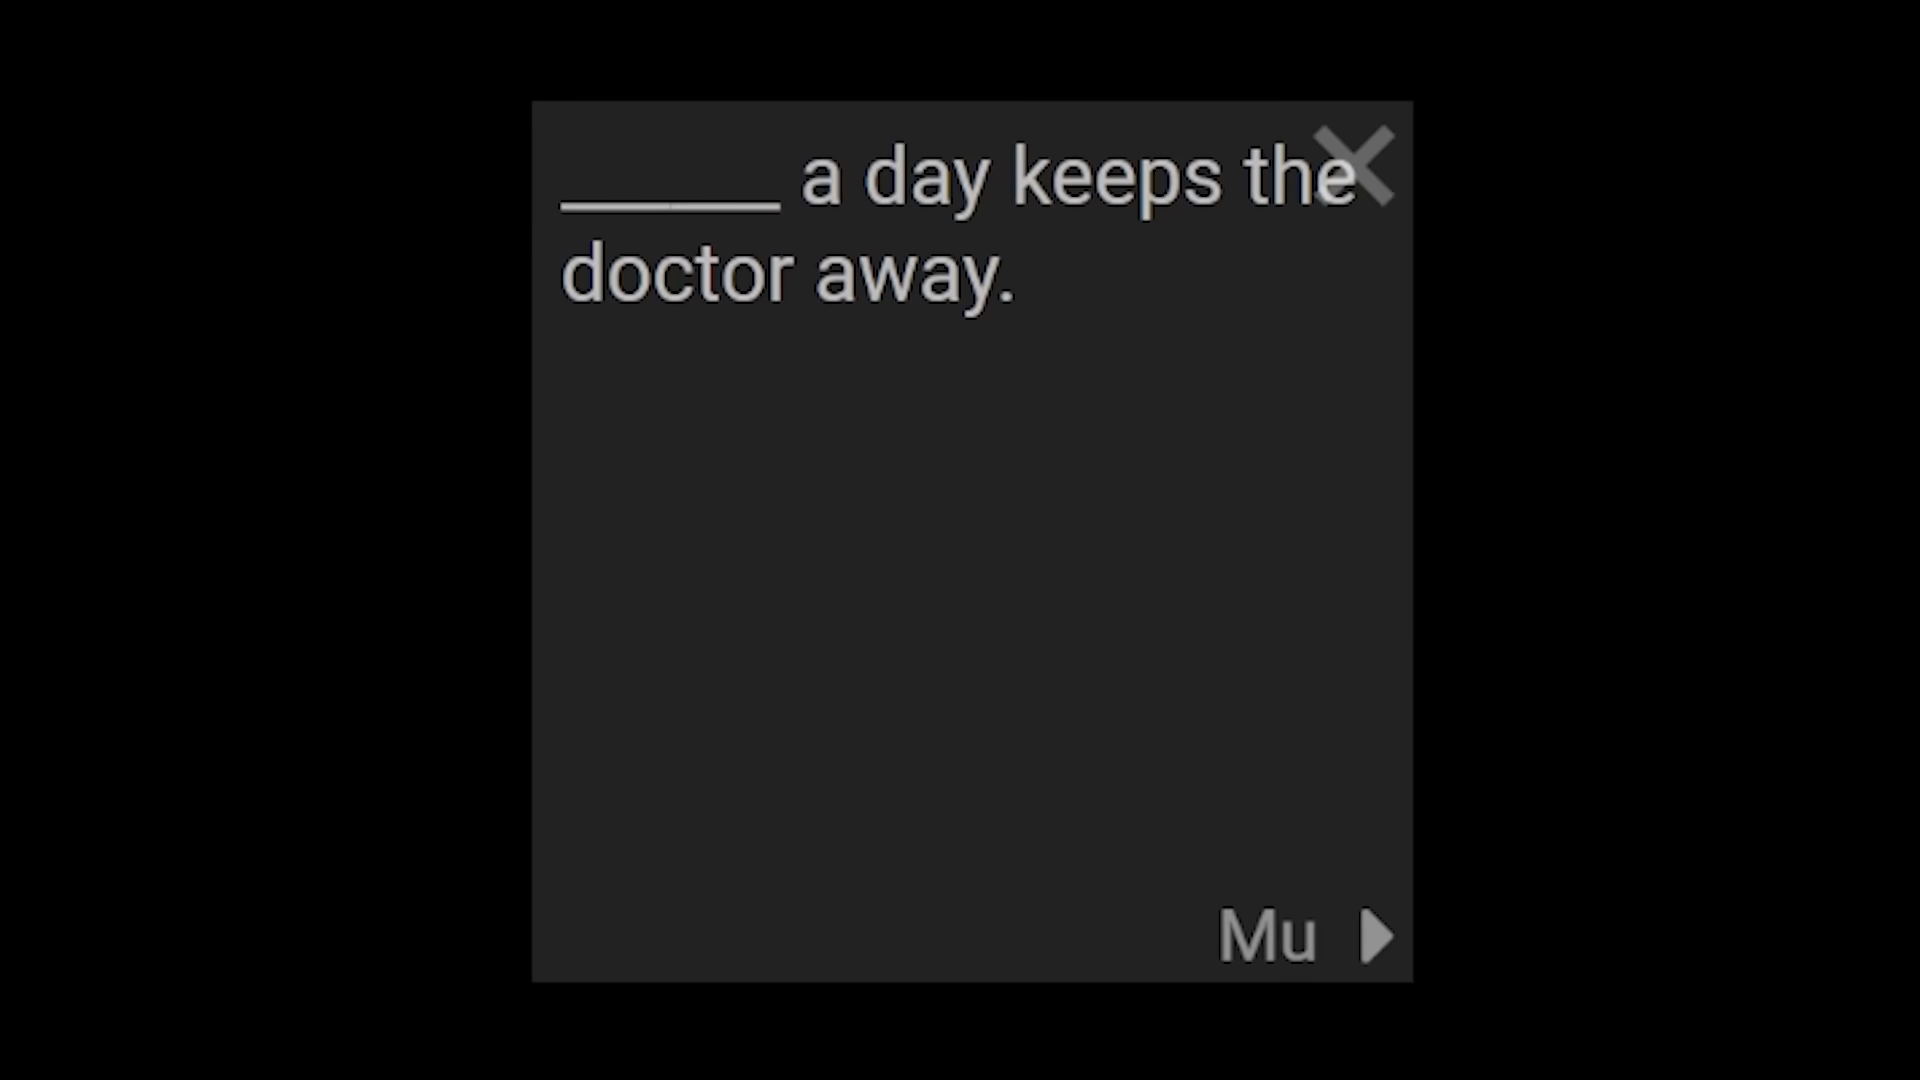 ______ a day keeps the
doctor away.
Mu